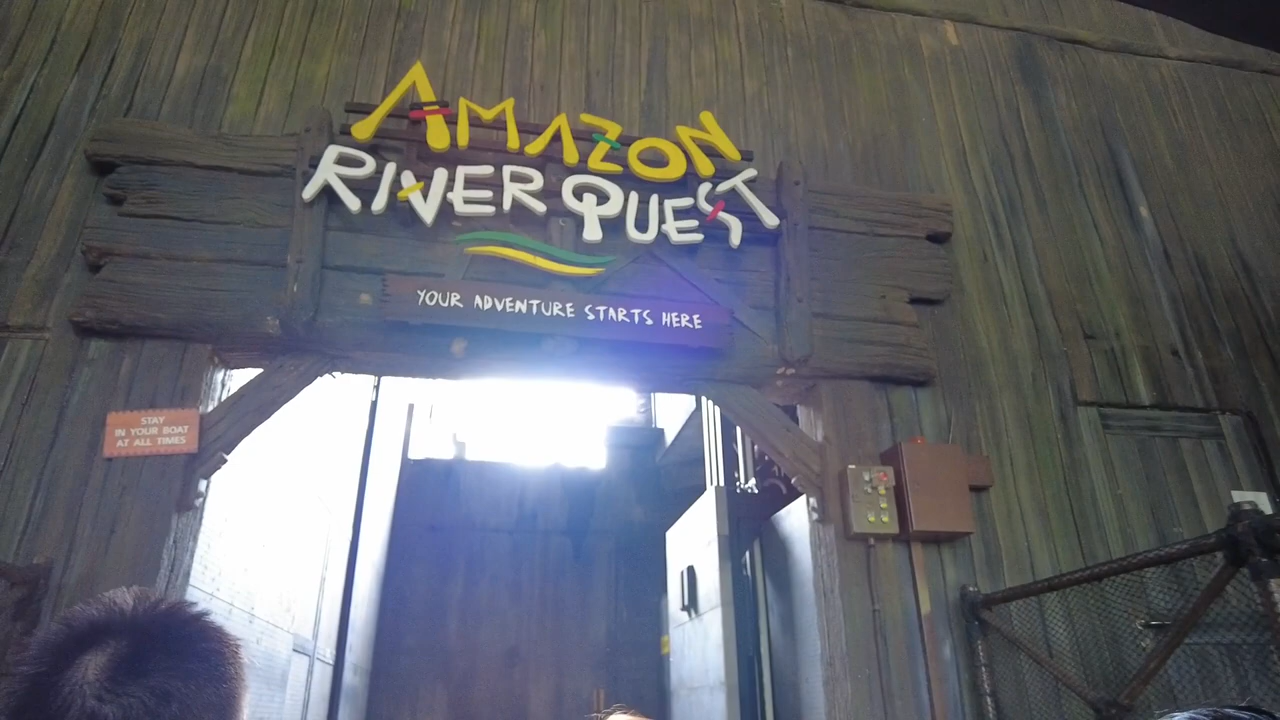 AMAZON
RIVER QUEST
YOUR ADVENTURE STARTS HERE
STAY
IN YOUR BOAT
AT ALL TIMES